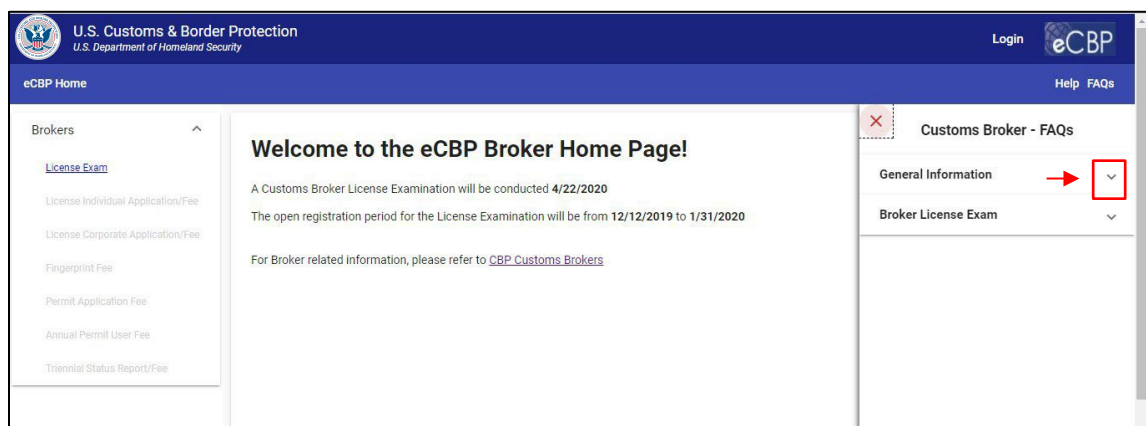 U.S. Customs & Border Protection
U.S. Department of Homeland Security
Login
eCBP
eCBP Home
Help FAQs
Brokers
License Exam
License Individual Application/Fee
License Corporate Application/Fee
Fingerprint Fee
Permit Application Fee
Annual Permit User Fee
Triennial Status Report/Fee
Welcome to the eCBP Broker Home Page!
A Customs Broker License Examination will be conducted 4/22/2020
The open registration period for the License Examination will be from 12/12/2019 to 1/31/2020
For Broker related information, please refer to CBP Customs Brokers
Customs Broker - FAQs
General Information
Broker License Exam